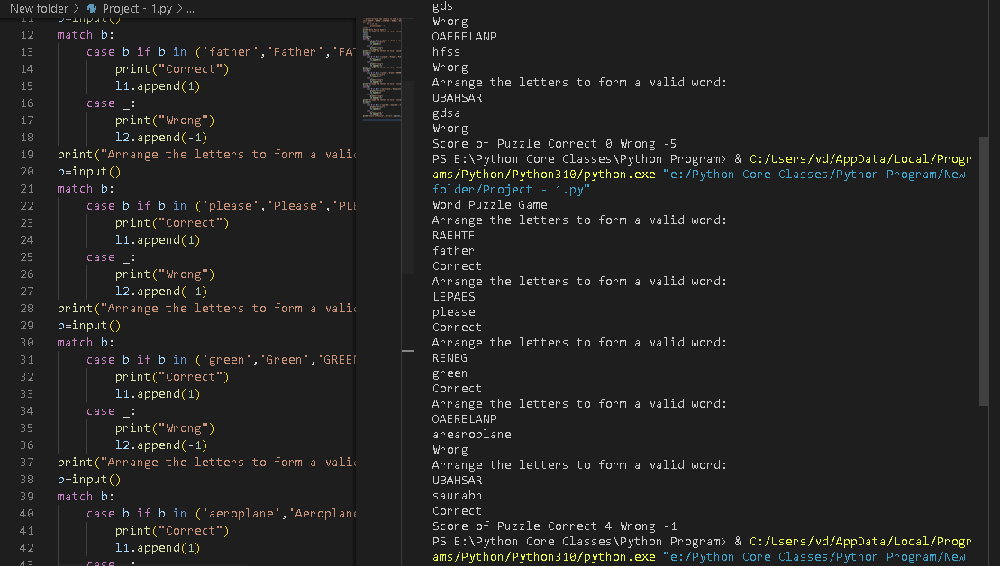 New folder > Project - 1.py > ...
11 b=input()
12 match b:
13 case b if b in ('father','Father','FA
14 print("Correct")
15 l1.append(1)
16 case _:
17 print("Wrong")
18 l2.append(-1)
19 print("Arrange the letters to form a valid
20 b=input()
21 match b:
22 case b if b in ('please','Please','PLE
23 print("Correct")
24 l1.append(1)
25 case _:
26 print("Wrong")
27 l2.append(-1)
28 print("Arrange the letters to form a valid
29 b=input()
30 match b:
31 case b if b in ('green','Green','GREEN
32 print("Correct")
33 l1.append(1)
34 case _:
35 print("Wrong")
36 l2.append(-1)
37 print("Arrange the letters to form a valid
38 b=input()
39 match b:
40 case b if b in ('aeroplane','Aeroplane
41 print("Correct")
42 l1.append(1)
43 case _:
gds
Wrong
OAERELANP
hfss
Wrong
Arrange the letters to form a valid word:
UBAHSAR
gdsa
Wrong
Score of Puzzle Correct 0 Wrong -5
PS E:\Python Core Classes\Python Program> & C:/Users/vd/AppData/Local/Progr
ams/Python/Python310/python.exe "e:/Python Core Classes/Python Program/New
folder/Project - 1.py"
Word Puzzle Game
Arrange the letters to form a valid word:
RAEHTF
father
Correct
Arrange the letters to form a valid word:
LEPAES
please
Correct
Arrange the letters to form a valid word:
RENEG
green
Correct
Arrange the letters to form a valid word:
OAERELANP
arearoplane
Wrong
Arrange the letters to form a valid word:
UBAHSAR
saurabh
Correct
Score of Puzzle Correct 4 Wrong -1
PS E:\Python Core Classes\Python Program> & C:/Users/vd/AppData/Local/Progr
ams/Python/Python310/python.exe "e:/Python Core Classes/Python Program/New